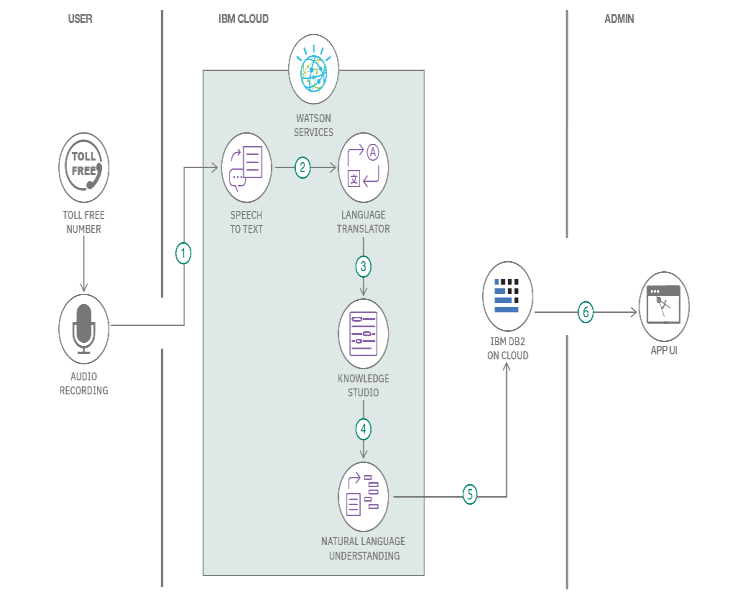 USER
IBM CLOUD
ADMIN
WATSON
SERVICES
TOLL
FREE
TOLL FREE
NUMBER
1
SPEECH
TO TEXT
2
A
文
LANGUAGE
TRANSLATOR
3
AUDIO
RECORDING
KNOWLEDGE
STUDIO
4
NATURAL LANGUAGE
UNDERSTANDING
5
IBM DB2
ON CLOUD
6
APP UI